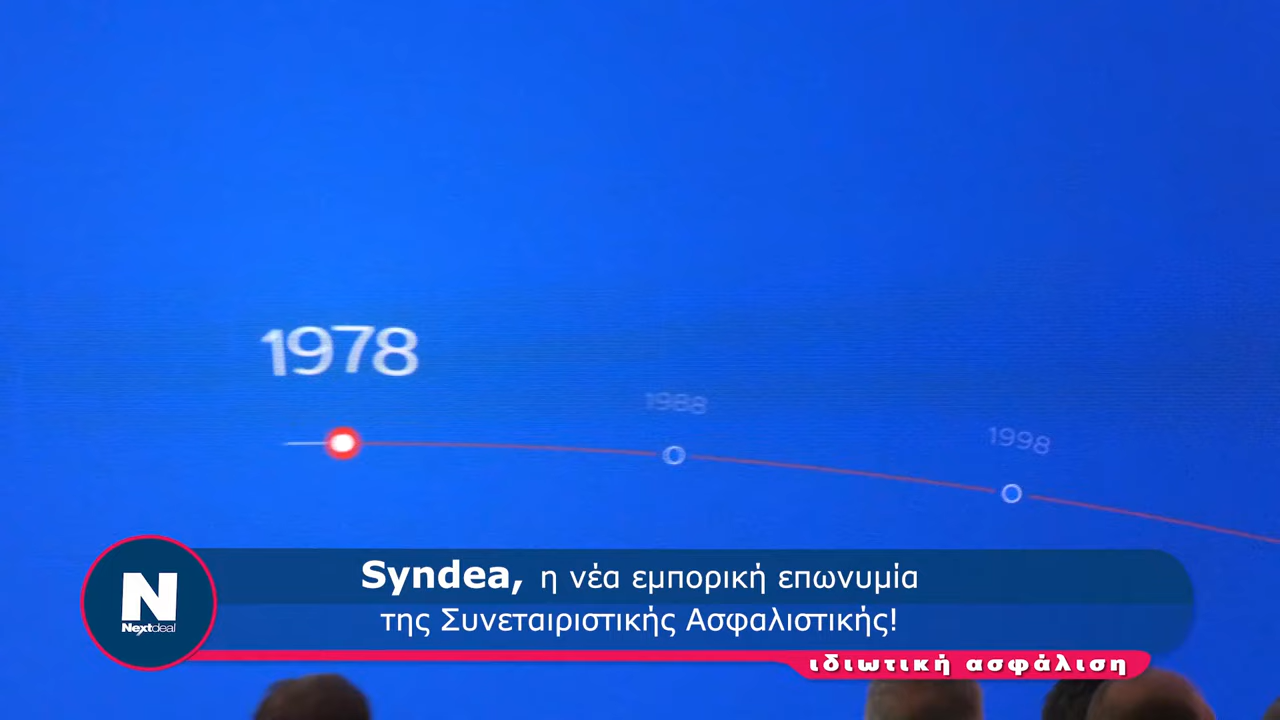 1978
1988
1998
Syndea, η νέα εμπορική επωνυμία
της Συνεταιριστικής Ασφαλιστικής!
N
Nextdeal
ιδιωτική ασφάλιση